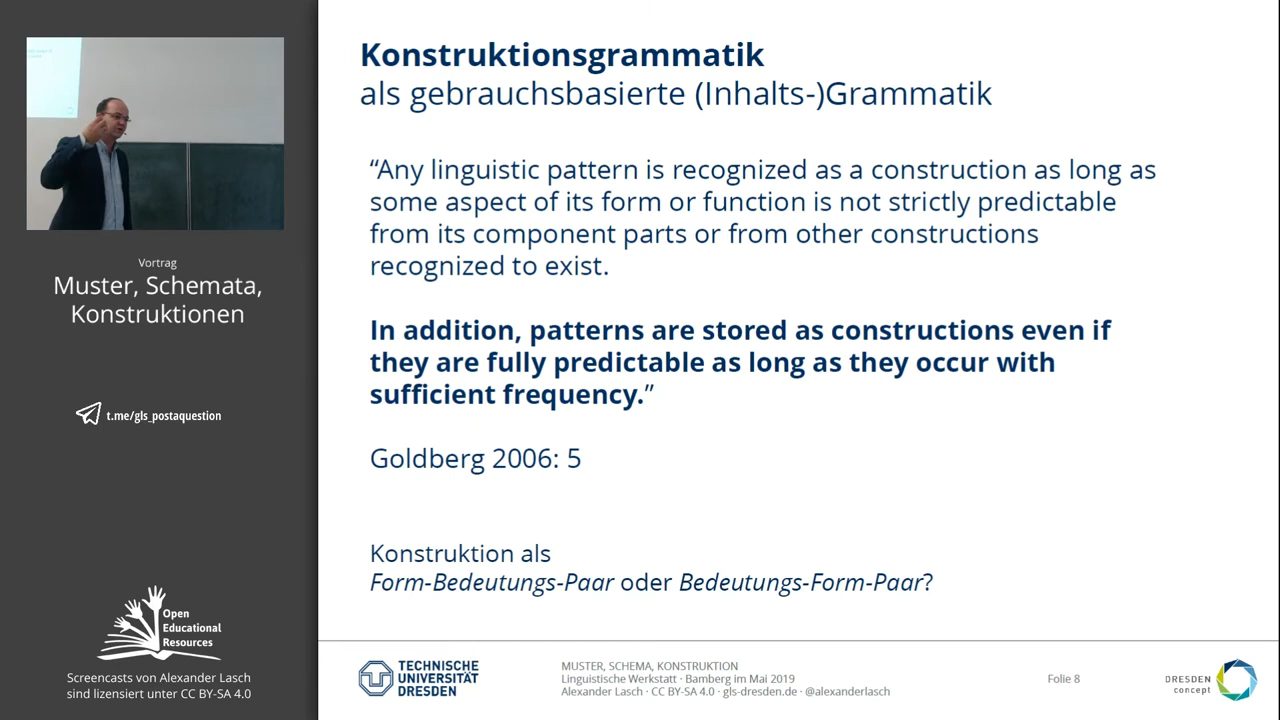 Vortrag
Muster, Schemata,
Konstruktionen
t.me/gls_postaquestion
Open
Educational
Resources
Screencasts von Alexander Lasch
sind lizensiert unter CC BY-SA 4.0
Konstruktionsgrammatik
als gebrauchsbasierte (Inhalts-)Grammatik
“Any linguistic pattern is recognized as a construction as long as
some aspect of its form or function is not strictly predictable
from its component parts or from other constructions
recognized to exist.
In addition, patterns are stored as constructions even if
they are fully predictable as long as they occur with
sufficient frequency.”
Goldberg 2006: 5
Konstruktion als
Form-Bedeutungs-Paar oder Bedeutungs-Form-Paar?
TECHNISCHE
UNIVERSITÄT
DRESDEN
MUSTER, SCHEMA, KONSTRUKTION
Linguistische Werkstatt · Bamberg im Mai 2019
Alexander Lasch · CC BY-SA 4.0 · gls-dresden.de · @alexanderlasch
Folie 8
DRESDEN
concept